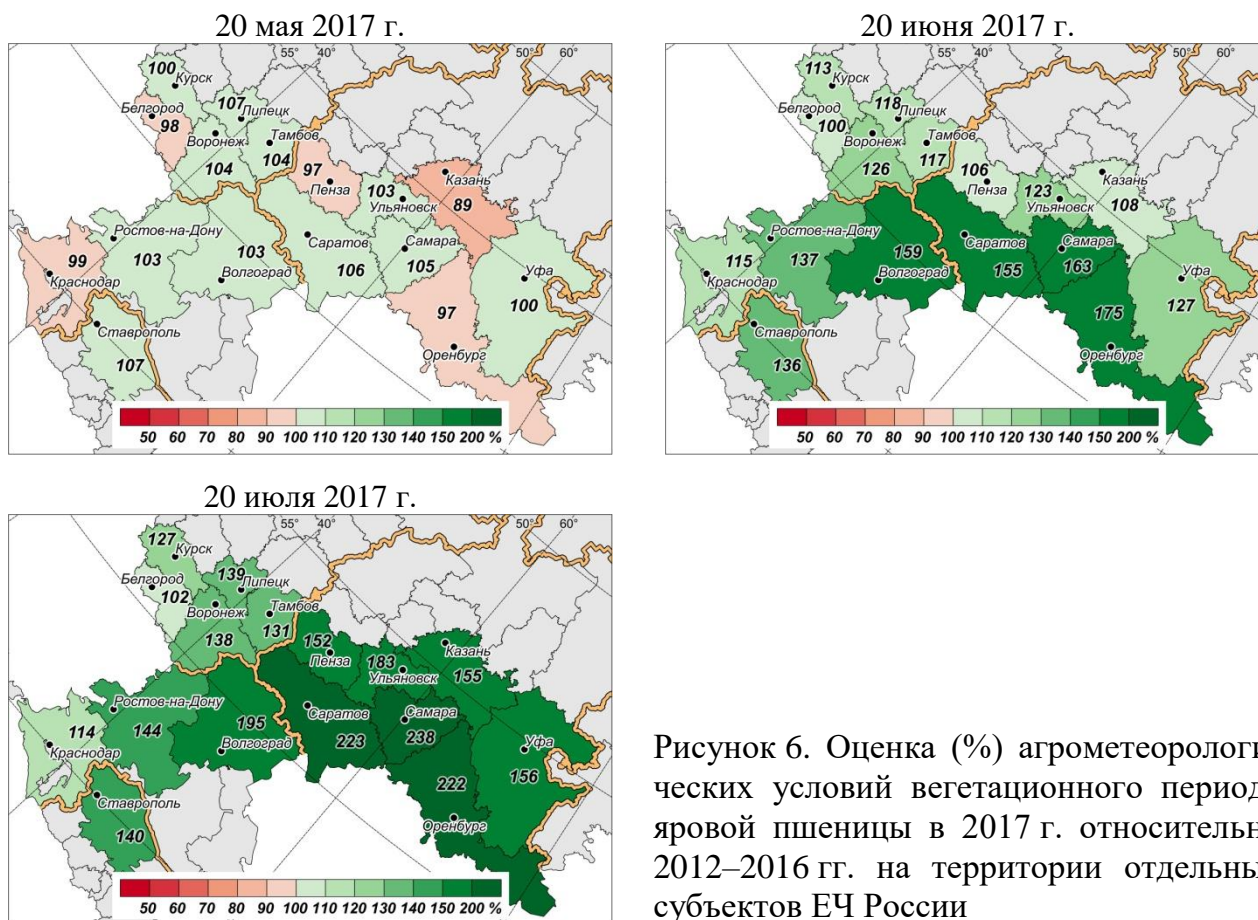 20 мая 2017 г.
55° 40° 50° 60°
100
Курск
Белгород
98
107
Липецк
Воронеж
104
Тамбов
104
97
Пенза
103
Ульяновск
Казань
89
Ростов-на-Дону
99
Краснодар
103
103
Волгоград
Саратов
106
Самара
105
Уфа
100
97
Оренбург
Ставрополь
107
50 60 70 80 90 100 110 120 130 140 150 200 %
20 июня 2017 г.
55° 40° 50° 60°
113
Курск
Белгород
100
118
Липецк
Воронеж
126
Тамбов
117
106
Пенза
123
Ульяновск
Казань
108
Ростов-на-Дону
115
Краснодар
137
159
Волгоград
Саратов
155
Самара
163
Уфа
127
175
Оренбург
Ставрополь
136
50 60 70 80 90 100 110 120 130 140 150 200 %
20 июля 2017 г.
55° 40° 50° 60°
127
Курск
Белгород
102
139
Липецк
Воронеж
138
Тамбов
131
152
Пенза
183
Ульяновск
Казань
155
Ростов-на-Дону
114
Краснодар
144
195
Волгоград
Саратов
223
Самара
238
Уфа
156
222
Оренбург
Ставрополь
140
50 60 70 80 90 100 110 120 130 140 150 200 %
Рисунок 6. Оценка (%) агрометеорологи
ческих условий вегетационного период
яровой пшеницы в 2017 г. относительн
2012–2016 гг. на территории отдельны
субъектов ЕЧ России